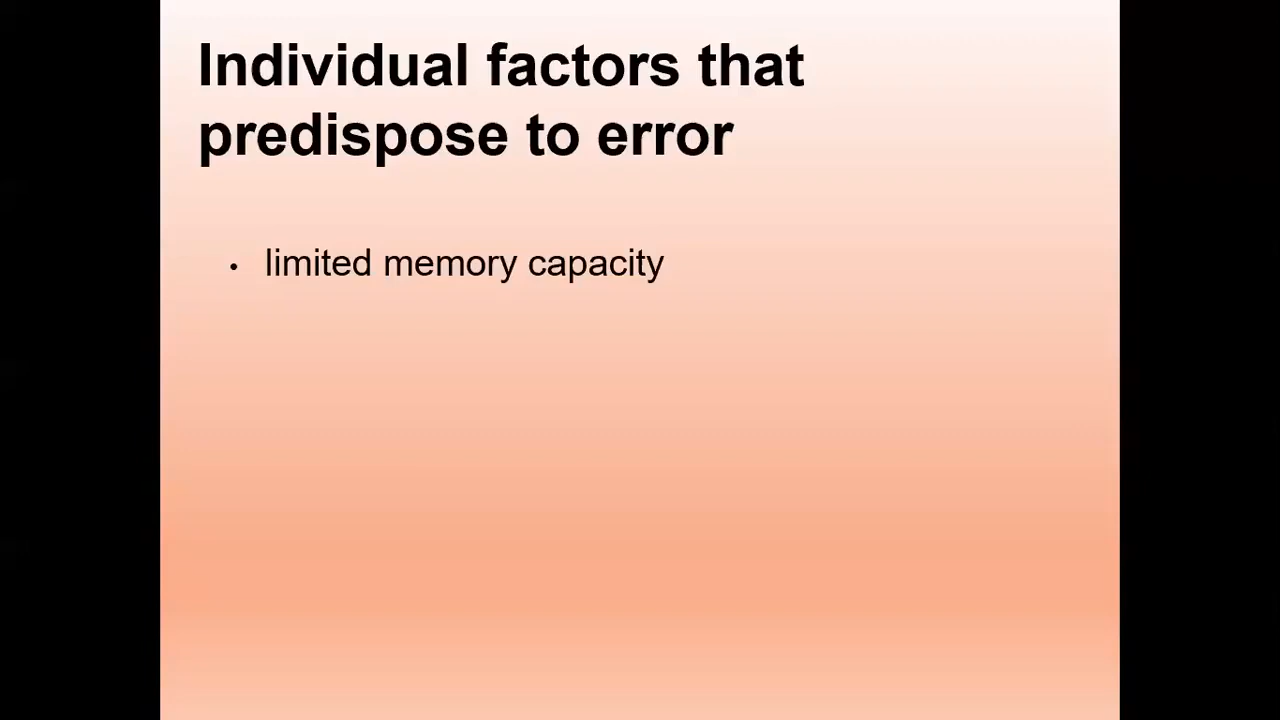 Individual factors that
predispose to error
• limited memory capacity